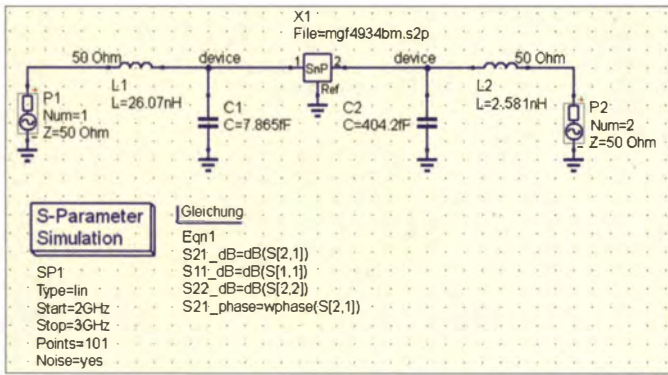 X1
File=mgf4934bm.s2p
50 Ohm
device
1
SnP
2
device
50 Ohm
Ref
P1
Num=1
Z=50 Ohm
L1
L=26.07nH
C1
C=7.865fF
C2
C=404.2fF
L2
L=2.581nH
P2
Num=2
Z=50 Ohm
S-Parameter
Simulation
SP1
Type=lin
Start=2GHz
Stop=3GHz
Points=101
Noise=yes
Gleichung
Eqn1
S21_dB=dB(S[2,1])
S11_dB=dB(S[1,1])
S22_dB=dB(S[2,2])
S21_phase=wphase(S[2,1])